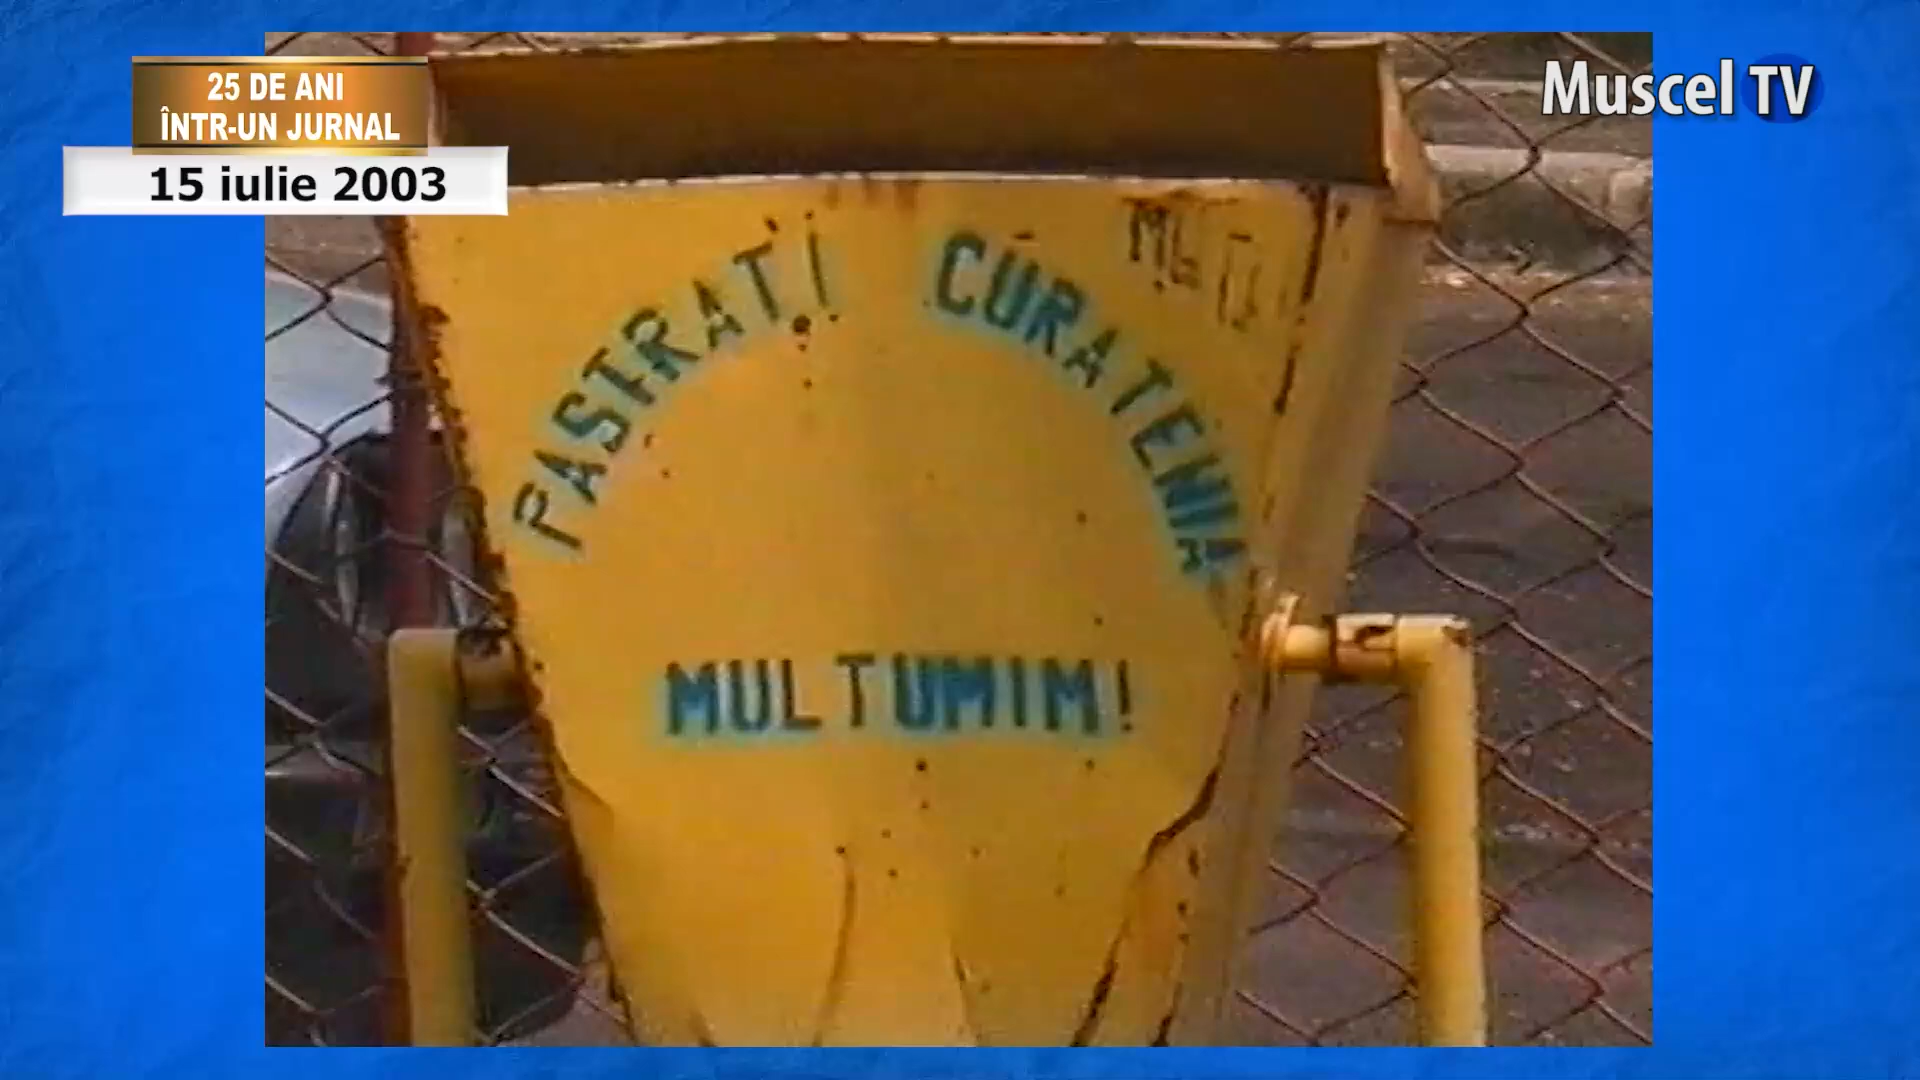 25 DE ANI
ÎNTR-UN JURNAL
15 iulie 2003
Muscel TV
PASTRATI CURATENIA
MULTUMIM!